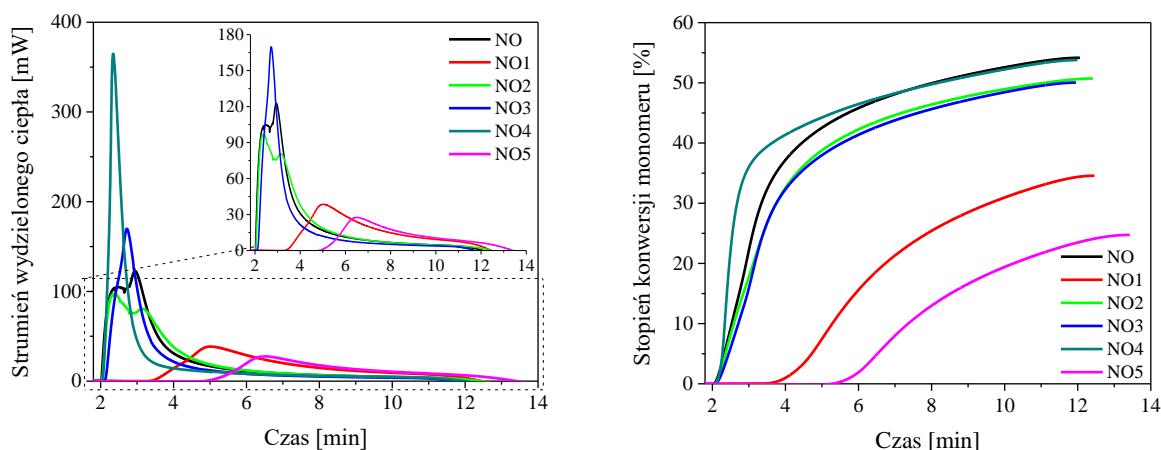 Strumień wydzielonego ciepła [mW]
400
300
200
100
0
2 4 6 8 10 12 14
Czas [min]
180
150
120
90
60
30
0
2 4 6 8 10 12 14
NO
NO1
NO2
NO3
NO4
NO5
Stopień konwersji monomeru [%]
60
50
40
30
20
10
0
2 4 6 8 10 12 14
Czas [min]
NO
NO1
NO2
NO3
NO4
NO5